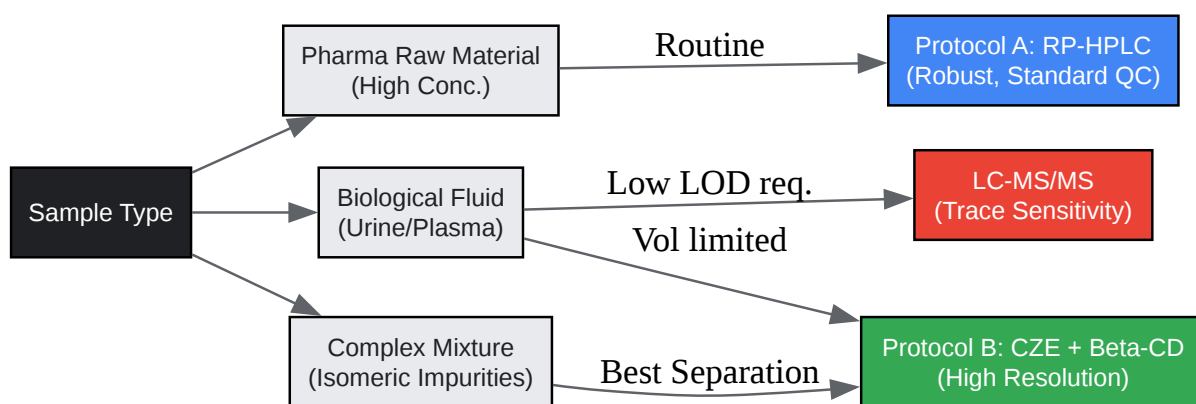 Pharma Raw Material
(High Conc.)
Routine
Protocol A: RP-HPLC
(Robust, Standard QC)
Sample Type
Biological Fluid
(Urine/Plasma)
Low LOD req.
Vol limited
LC-MS/MS
(Trace Sensitivity)
Complex Mixture
(Isomeric Impurities)
Best Separation
Protocol B: CZE + Beta-CD
(High Resolution)